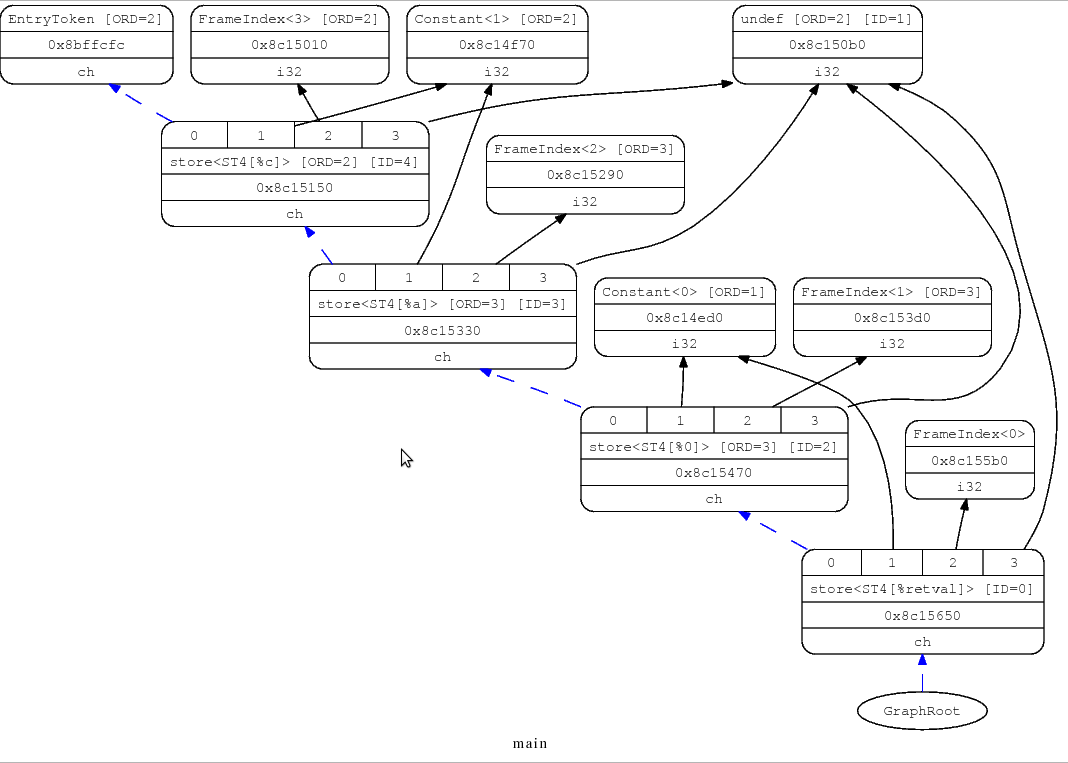 EntryToken [ORD=2]
0x8bffcfc
ch
FrameIndex<3> [ORD=2]
0x8c15010
i32
Constant<1> [ORD=2]
0x8c14f70
i32
undef [ORD=2] [ID=1]
0x8c150b0
i32
0 1 2 3
store<ST4[%c]> [ORD=2] [ID=4]
0x8c15150
ch
FrameIndex<2> [ORD=3]
0x8c15290
i32
0 1 2 3
store<ST4[%a]> [ORD=3] [ID=3]
0x8c15330
ch
Constant<0> [ORD=1]
0x8c14ed0
i32
FrameIndex<1> [ORD=3]
0x8c153d0
i32
0 1 2 3
store<ST4[%0]> [ORD=3] [ID=2]
0x8c15470
ch
FrameIndex<0>
0x8c155b0
i32
0 1 2 3
store<ST4[%retval]> [ID=0]
0x8c15650
ch
GraphRoot
main